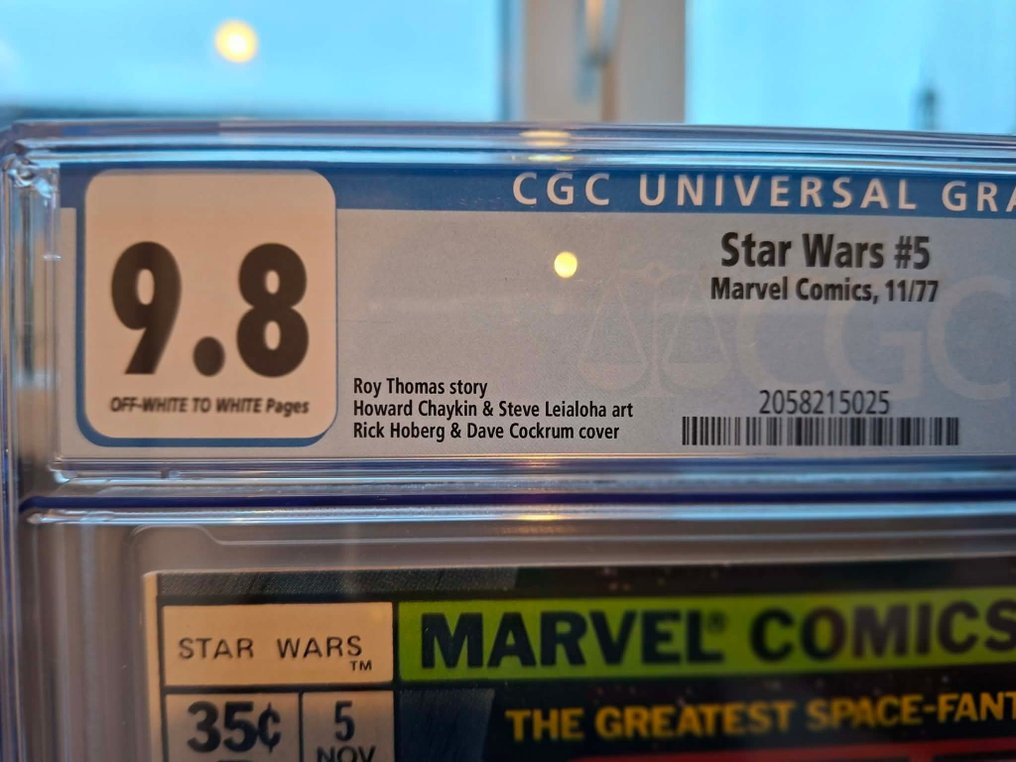 CGC UNIVERSAL GRA
9.8
OFF-WHITE TO WHITE Pages
Star Wars #5
Marvel Comics, 11/77
CGC
Roy Thomas story
Howard Chaykin & Steve Leialoha art
Rick Hoberg & Dave Cockrum cover
2058215025
STAR WARS TM
MARVEL® COMICS
35¢
5
NOV
THE GREATEST SPACE-FANT